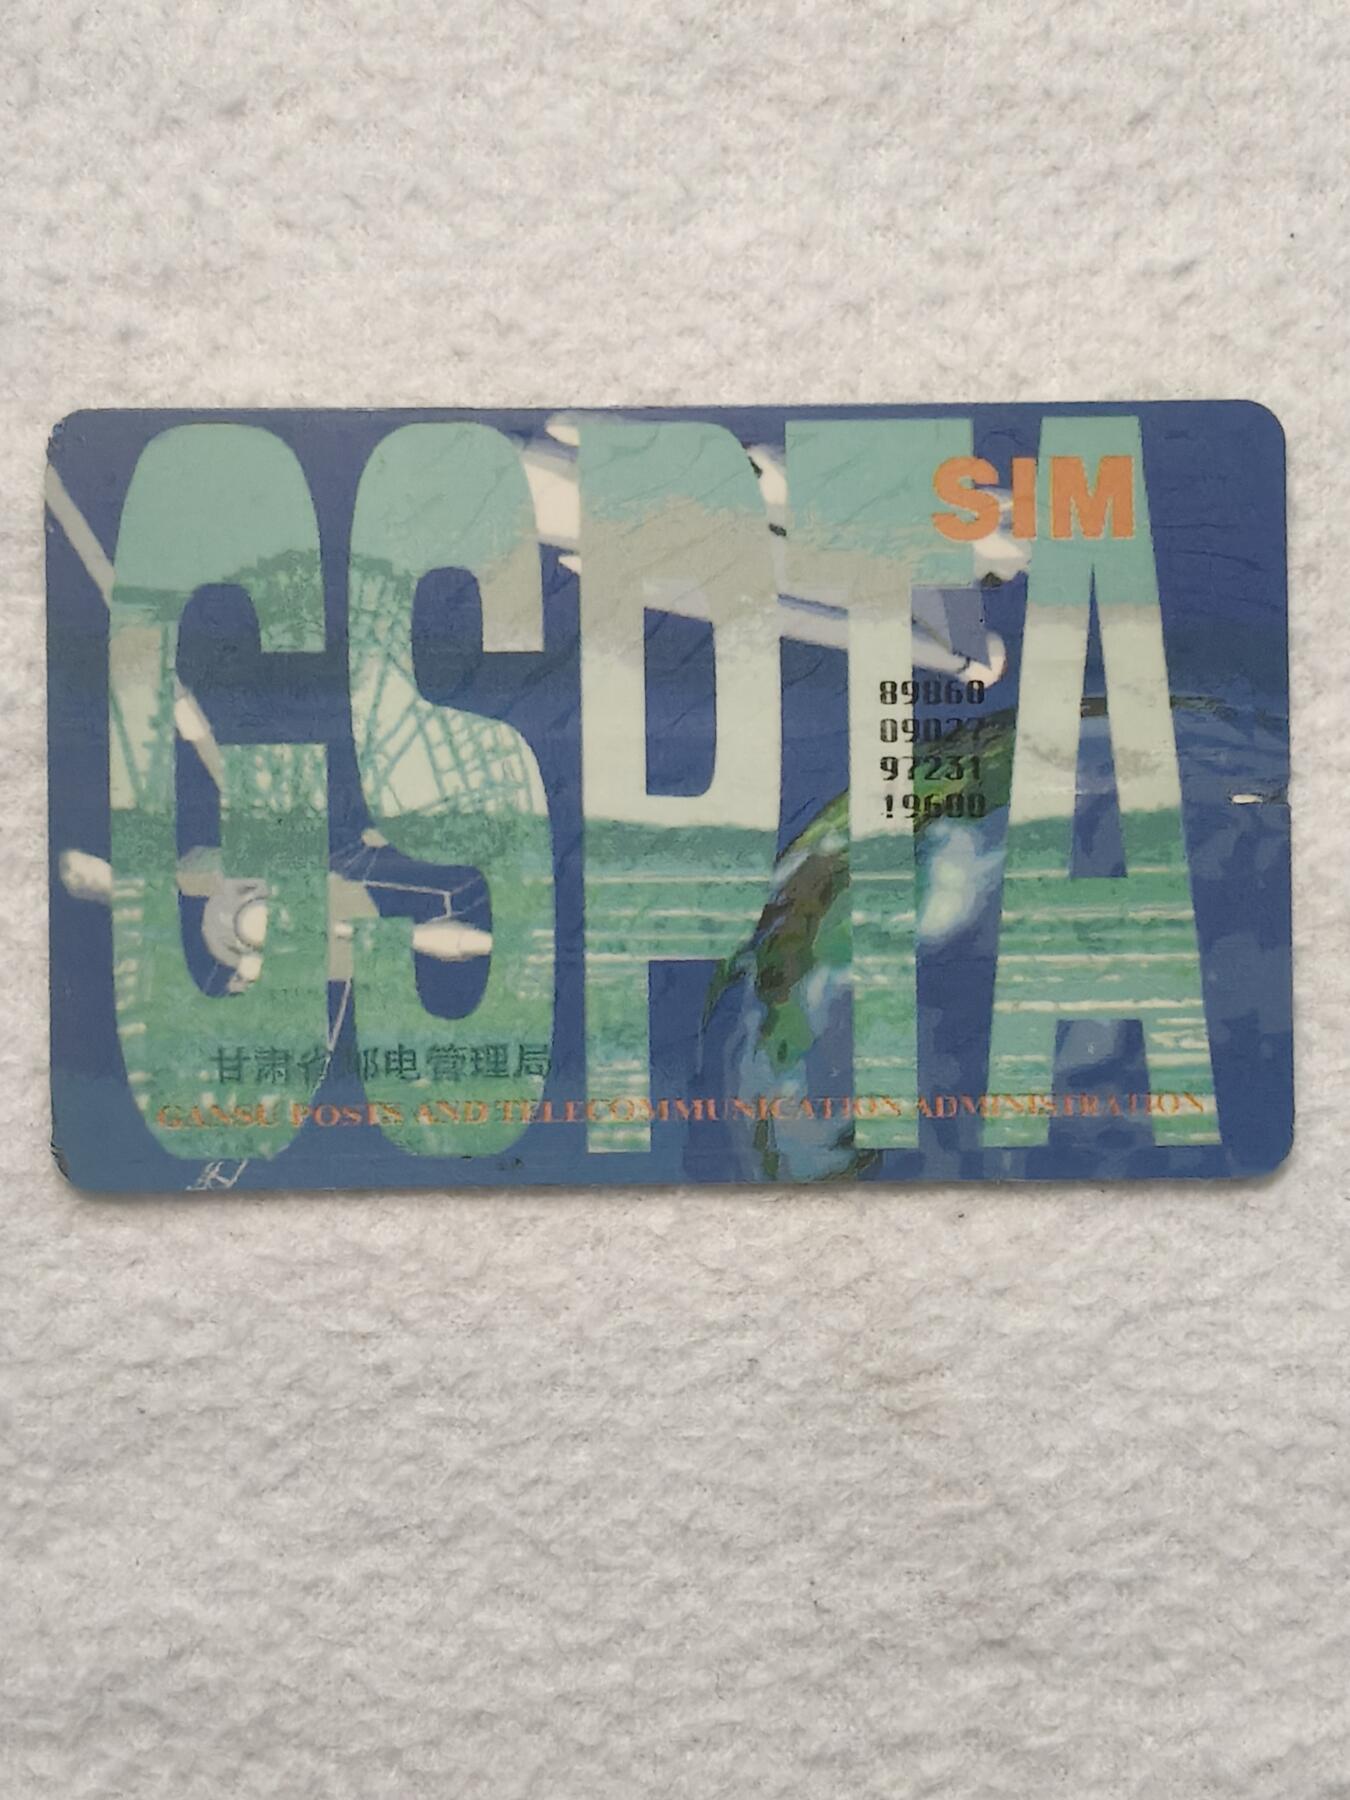 GSPTA
SIM
89860
09027
97231
19600
甘肃省邮电管理局
GANSU POSTS AND TELECOMMUNICATION ADMINISTRATION